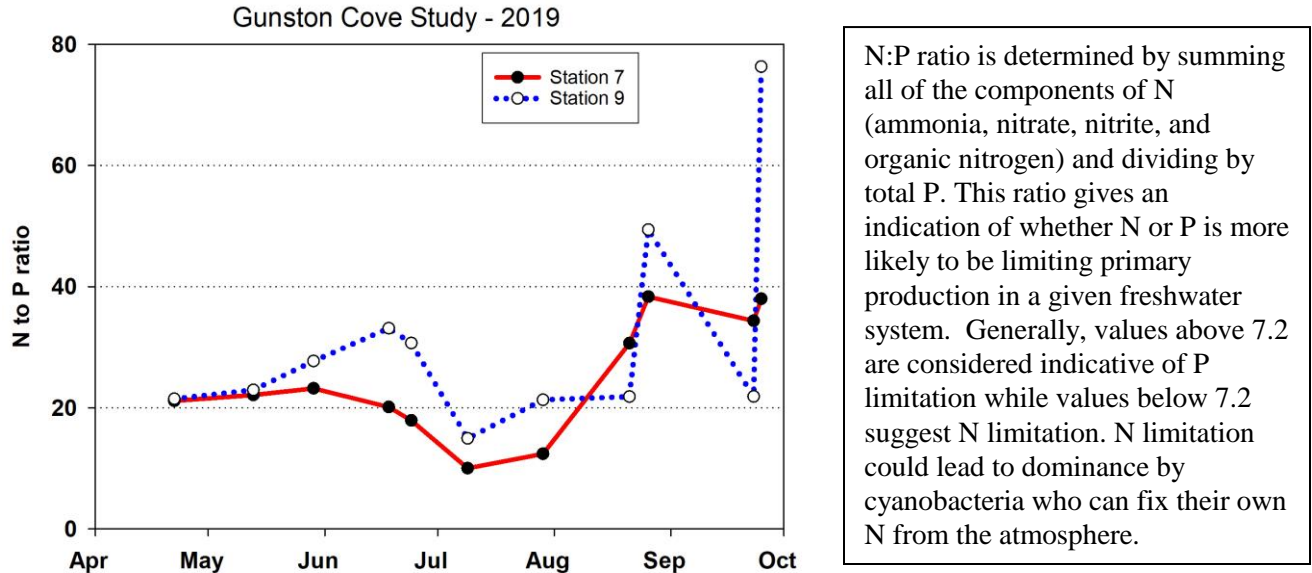 Gunston Cove Study - 2019
80
60
40
20
0
N to P ratio
Station 7
Station 9
Apr May Jun Jul Aug Sep Oct
N:P ratio is determined by summing
all of the components of N
(ammonia, nitrate, nitrite, and
organic nitrogen) and dividing by
total P. This ratio gives an
indication of whether N or P is more
likely to be limiting primary
production in a given freshwater
system.  Generally, values above 7.2
are considered indicative of P
limitation while values below 7.2
suggest N limitation. N limitation
could lead to dominance by
cyanobacteria who can fix their own
N from the atmosphere.